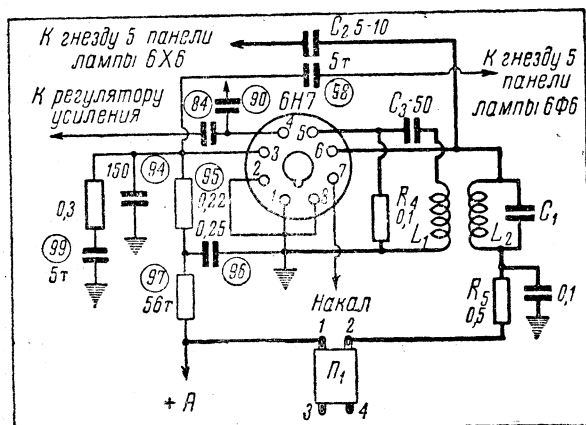 К гнезду 5
панели
лампы 6Х6
C₂ 5-10
5т
98
К гнезду 5
панели
лампы 6Ф6
К регулятору
усиления
84
90
6Н7
C₃-50
4
5
3
6
2
7
1
8
150
94
95
0,22
0,3
99
5т
0,25
96
97
56т
R₄
0,1
L₁
L₂
C₁
R₅
0,5
0,1
Накал
1
2
П₁
3
4
+ А